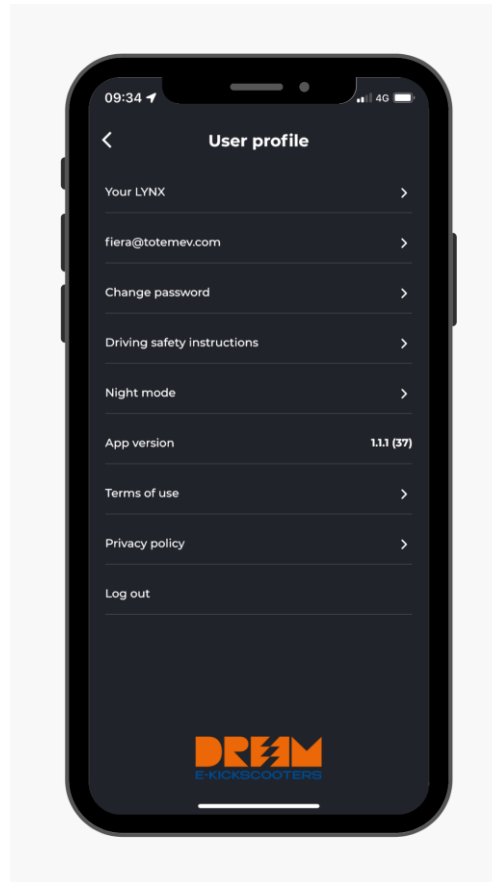 09:34
4G
User profile
Your LYNX
fiera@totemev.com
Change password
Driving safety instructions
Night mode
App version 1.1.1 (37)
Terms of use
Privacy policy
Log out
DREAM
E-KICKSCOOTERS